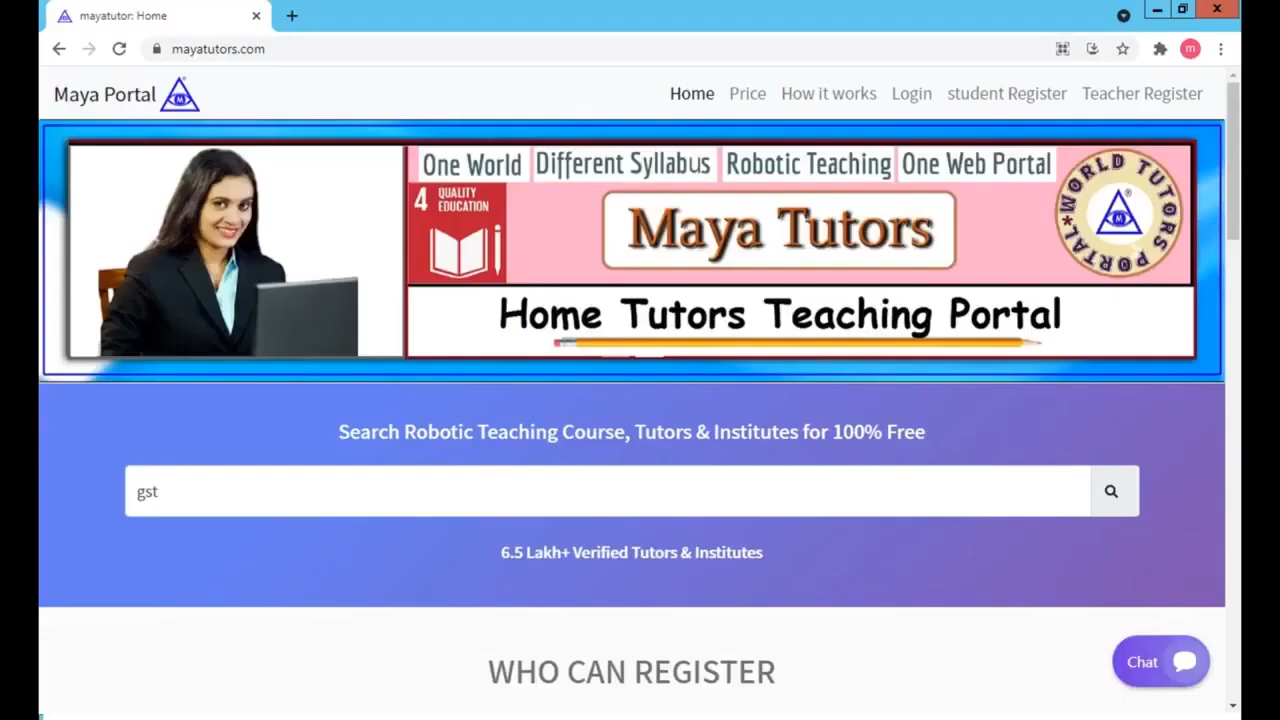 mayatutor: Home
mayatutors.com
m
Maya Portal
M
Home Price How it works Login student Register Teacher Register
One World Different Syllabus Robotic Teaching One Web Portal
4 QUALITY EDUCATION
Maya Tutors
WORLD TUTORS PORTAL*
M
Home Tutors Teaching Portal
Search Robotic Teaching Course, Tutors & Institutes for 100% Free
gst
6.5 Lakh+ Verified Tutors & Institutes
WHO CAN REGISTER
Chat